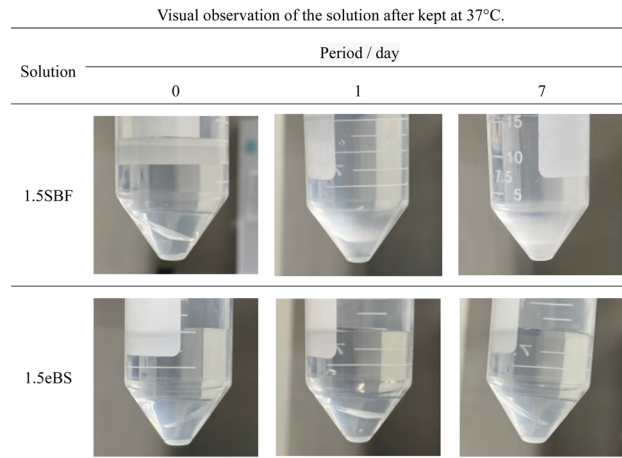 Visual observation of the solution after kept at 37°C.
Solution
Period / day
0
1
7
1.5SBF
15
10
7.5
5
1.5eBS